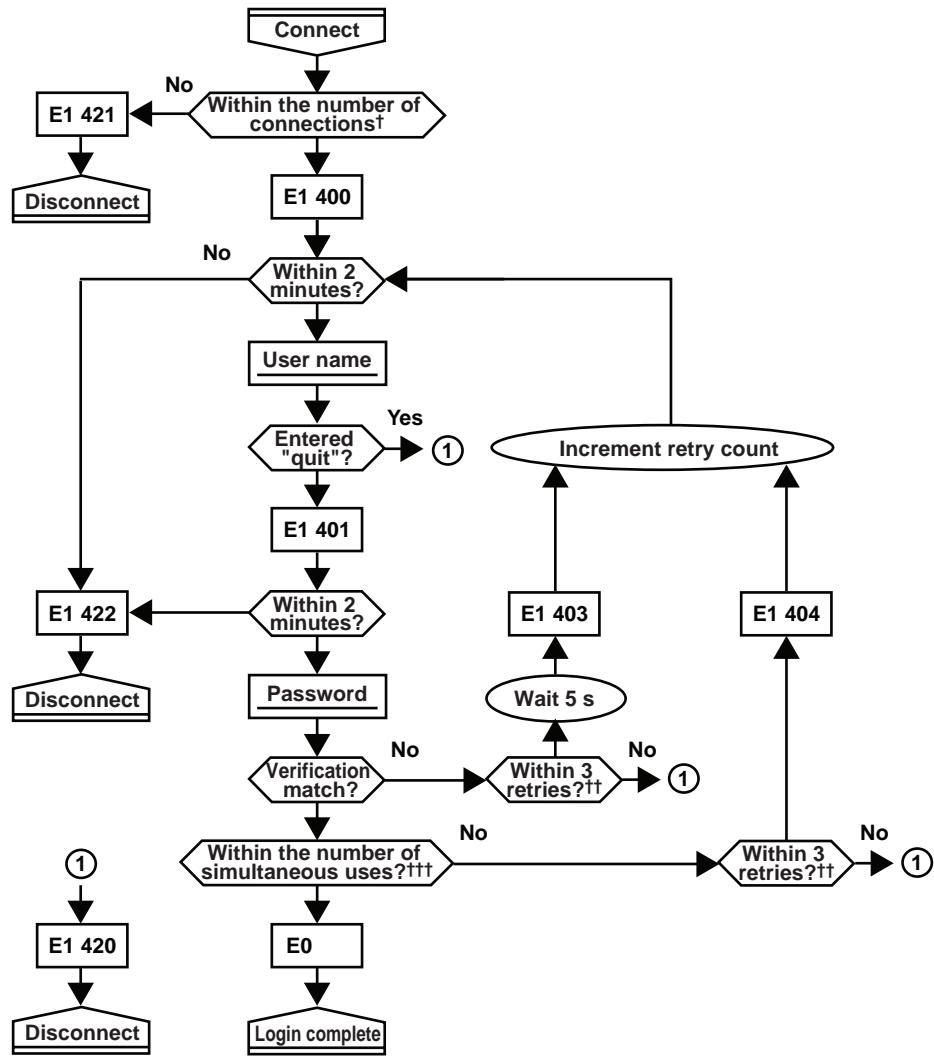 Connect
No
Within the number of
connections†
E1 421
Disconnect
E1 400
No
Within 2
minutes?
User name
Yes
Entered
"quit"?
1
Increment retry count
E1 401
E1 422
Within 2
minutes?
E1 403
E1 404
Disconnect
Password
Wait 5 s
No
Verification
match?
Within 3
retries?††
No
1
Within the number of
simultaneous uses?†††
No
Within 3
retries?††
No
1
1
E1 420
E0
Disconnect
Login complete